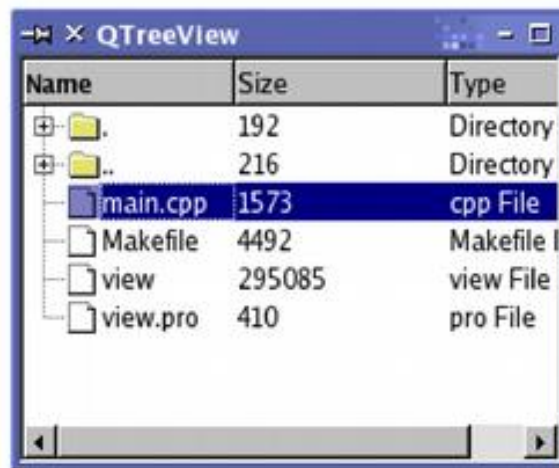 QTreeView
Name Size Type
. 192 Directory
.. 216 Directory
main.cpp 1573 cpp File
Makefile 4492 Makefile
view 295085 view File
view.pro 410 pro File